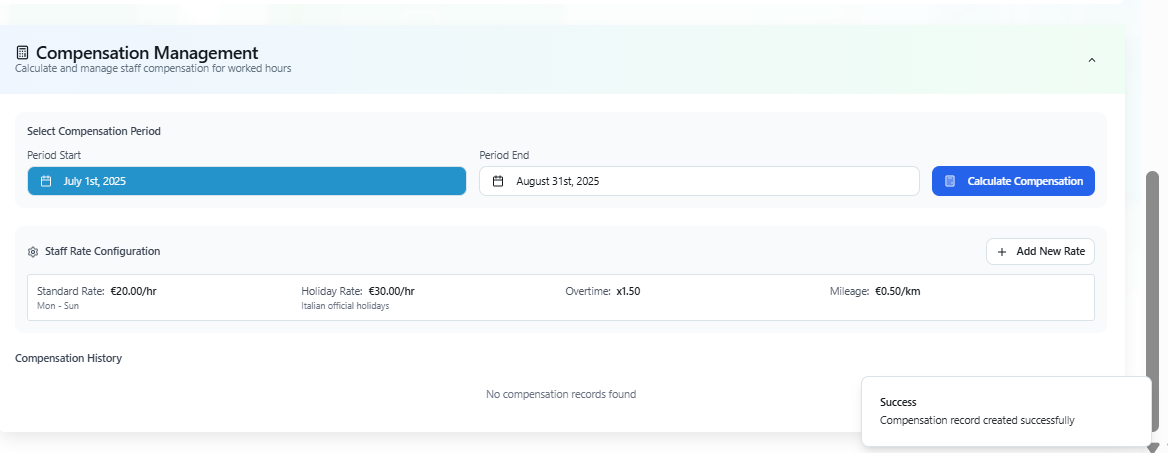 Compensation Management
Calculate and manage staff compensation for worked hours
Select Compensation Period
Period Start
Period End
July 1st, 2025
August 31st, 2025
Calculate Compensation
Staff Rate Configuration
Add New Rate
Standard Rate: €20.00/hr
Mon - Sun
Holiday Rate: €30.00/hr
Italian official holidays
Overtime: x1.50
Mileage: €0.50/km
Compensation History
No compensation records found
Success
Compensation record created successfully